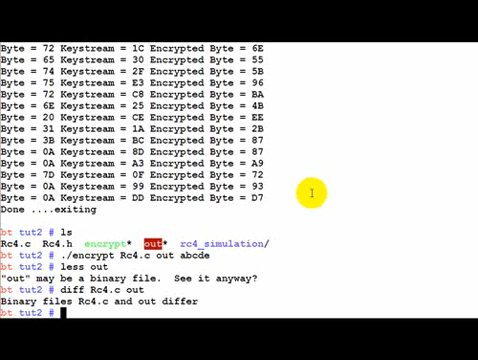 Byte = 72 Keystream = 1C Encrypted Byte = 6E
Byte = 65 Keystream = 30 Encrypted Byte = 55
Byte = 74 Keystream = 2F Encrypted Byte = 5B
Byte = 75 Keystream = E3 Encrypted Byte = 96
Byte = 72 Keystream = C8 Encrypted Byte = BA
Byte = 6E Keystream = 25 Encrypted Byte = 4B
Byte = 20 Keystream = CE Encrypted Byte = EE
Byte = 31 Keystream = 1A Encrypted Byte = 2B
Byte = 3B Keystream = BC Encrypted Byte = 87
Byte = 0A Keystream = 8D Encrypted Byte = 87
Byte = 0A Keystream = A3 Encrypted Byte = A9
Byte = 7D Keystream = 0F Encrypted Byte = 72
Byte = 0A Keystream = 99 Encrypted Byte = 93
Byte = 0A Keystream = DD Encrypted Byte = D7
Done ....exiting
bt tut2 # ls
Rc4.c Rc4.h encrypt* out* rc4_simulation/
bt tut2 # ./encrypt Rc4.c out abcde
bt tut2 # less out
"out" may be a binary file. See it anyway?
bt tut2 # diff Rc4.c out
Binary files Rc4.c and out differ
bt tut2 #